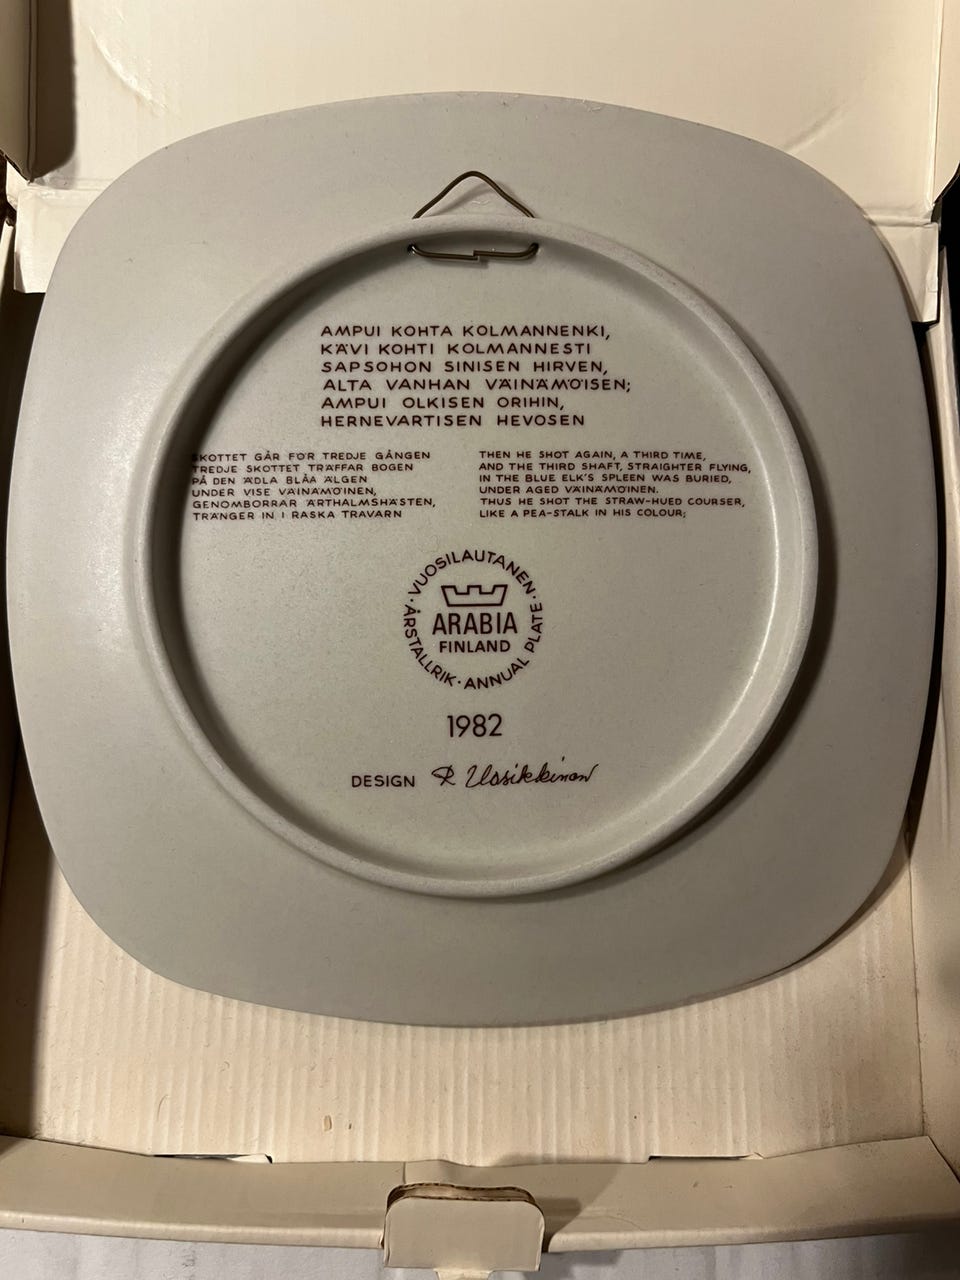 AMPUI KOHTA KOLMANNENKI,
KÄVI KOHTI KOLMANNESTI
SAPSOHON SINISEN HIRVEN,
ALTA VANHAN VÄINÄMÖISEN;
AMPUI OLKISEN ORIHIN,
HERNEVARTISEN HEVOSEN
SKOTTET GÅR FÖR TREDJE GÅNGEN
TREDJE SKOTTET TRÄFFAR BOGEN
PÅ DEN ÄDLA BLÅA ÄLGEN
UNDER VISE VÄINÄMÖINEN,
GENOMBORRAR ÄRTHALMSHÄSTEN,
TRÄNGER IN I RASKA TRAVARN
THEN HE SHOT AGAIN, A THIRD TIME,
AND THE THIRD SHAFT, STRAIGHTER FLYING,
IN THE BLUE ELK'S SPLEEN WAS BURIED,
UNDER AGED VÄINÄMÖINEN.
THUS HE SHOT THE STRAW-HUED COURSER,
LIKE A PEA-STALK IN HIS COLOUR;
·VUOSILAUTANEN·
ARABIA
FINLAND
ÅRSTALLRIK·ANNUAL PLATE
1982
DESIGN R Uosikkinen